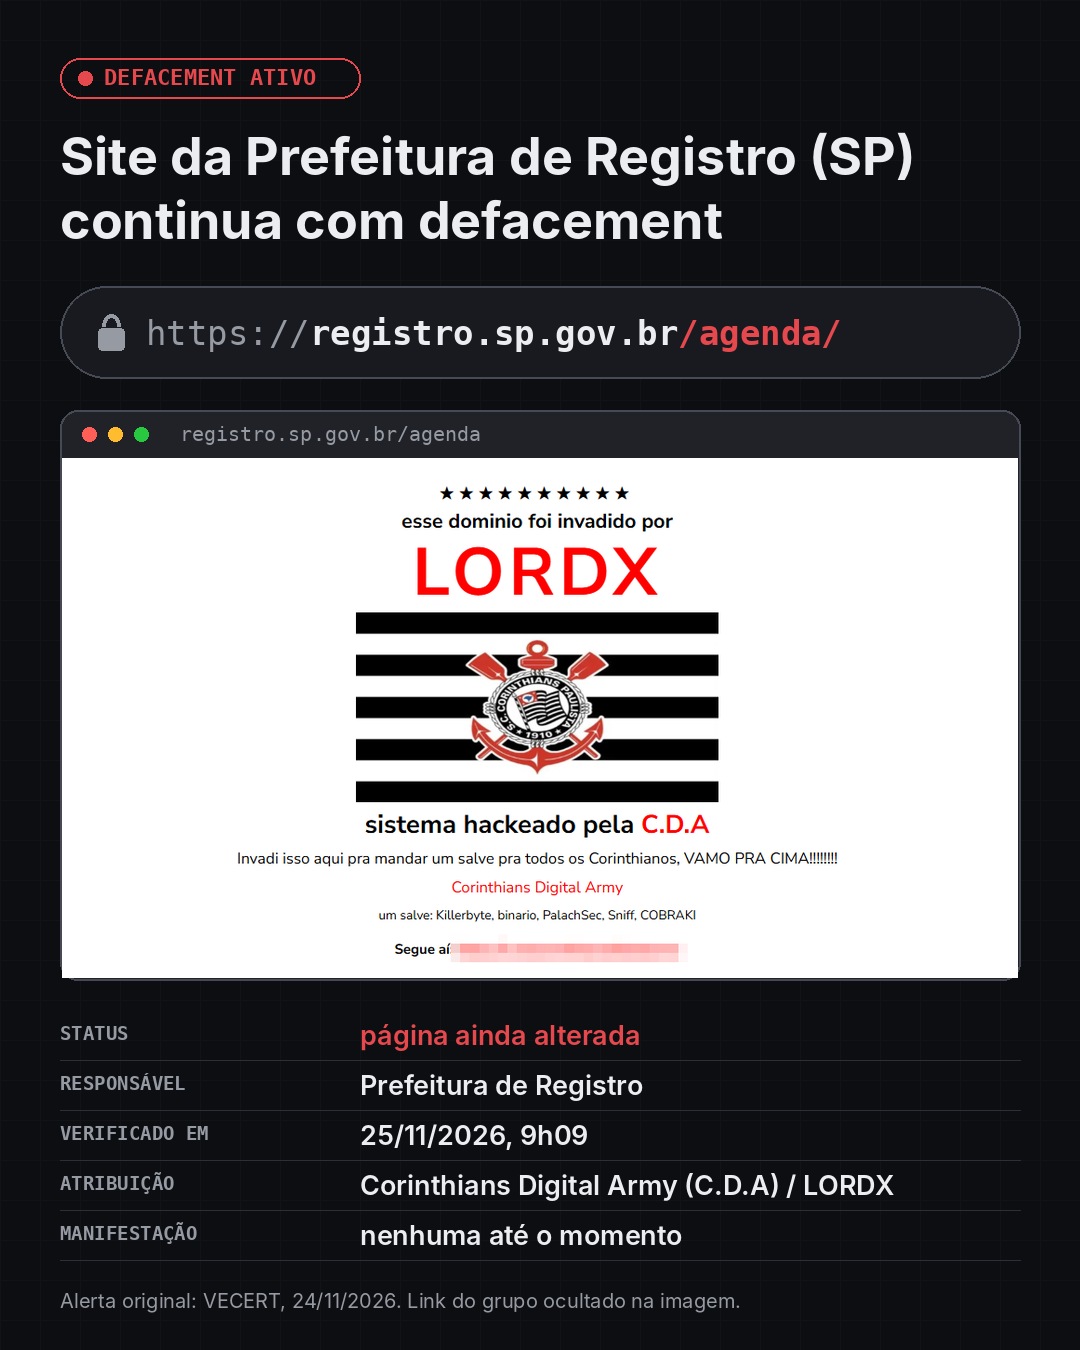 DEFACEMENT ATIVO
Site da Prefeitura de Registro (SP)
continua com defacement
https://registro.sp.gov.br/agenda/
registro.sp.gov.br/agenda
★★★★★★★★★★
esse dominio foi invadido por
LORDX
S.C. CORINTHIANS PAULISTA
1910
sistema hackeado pela C.D.A
Invadi isso aqui pra mandar um salve pra todos os Corinthianos, VAMO PRA CIMA!!!!!!!!
Corinthians Digital Army
um salve: Killerbyte, binario, PalachSec, Sniff, COBRAKI
Segue aí
STATUS página ainda alterada
RESPONSÁVEL Prefeitura de Registro
VERIFICADO EM 25/11/2026, 9h09
ATRIBUIÇÃO Corinthians Digital Army (C.D.A) / LORDX
MANIFESTAÇÃO nenhuma até o momento
Alerta original: VECERT, 24/11/2026. Link do grupo ocultado na imagem.